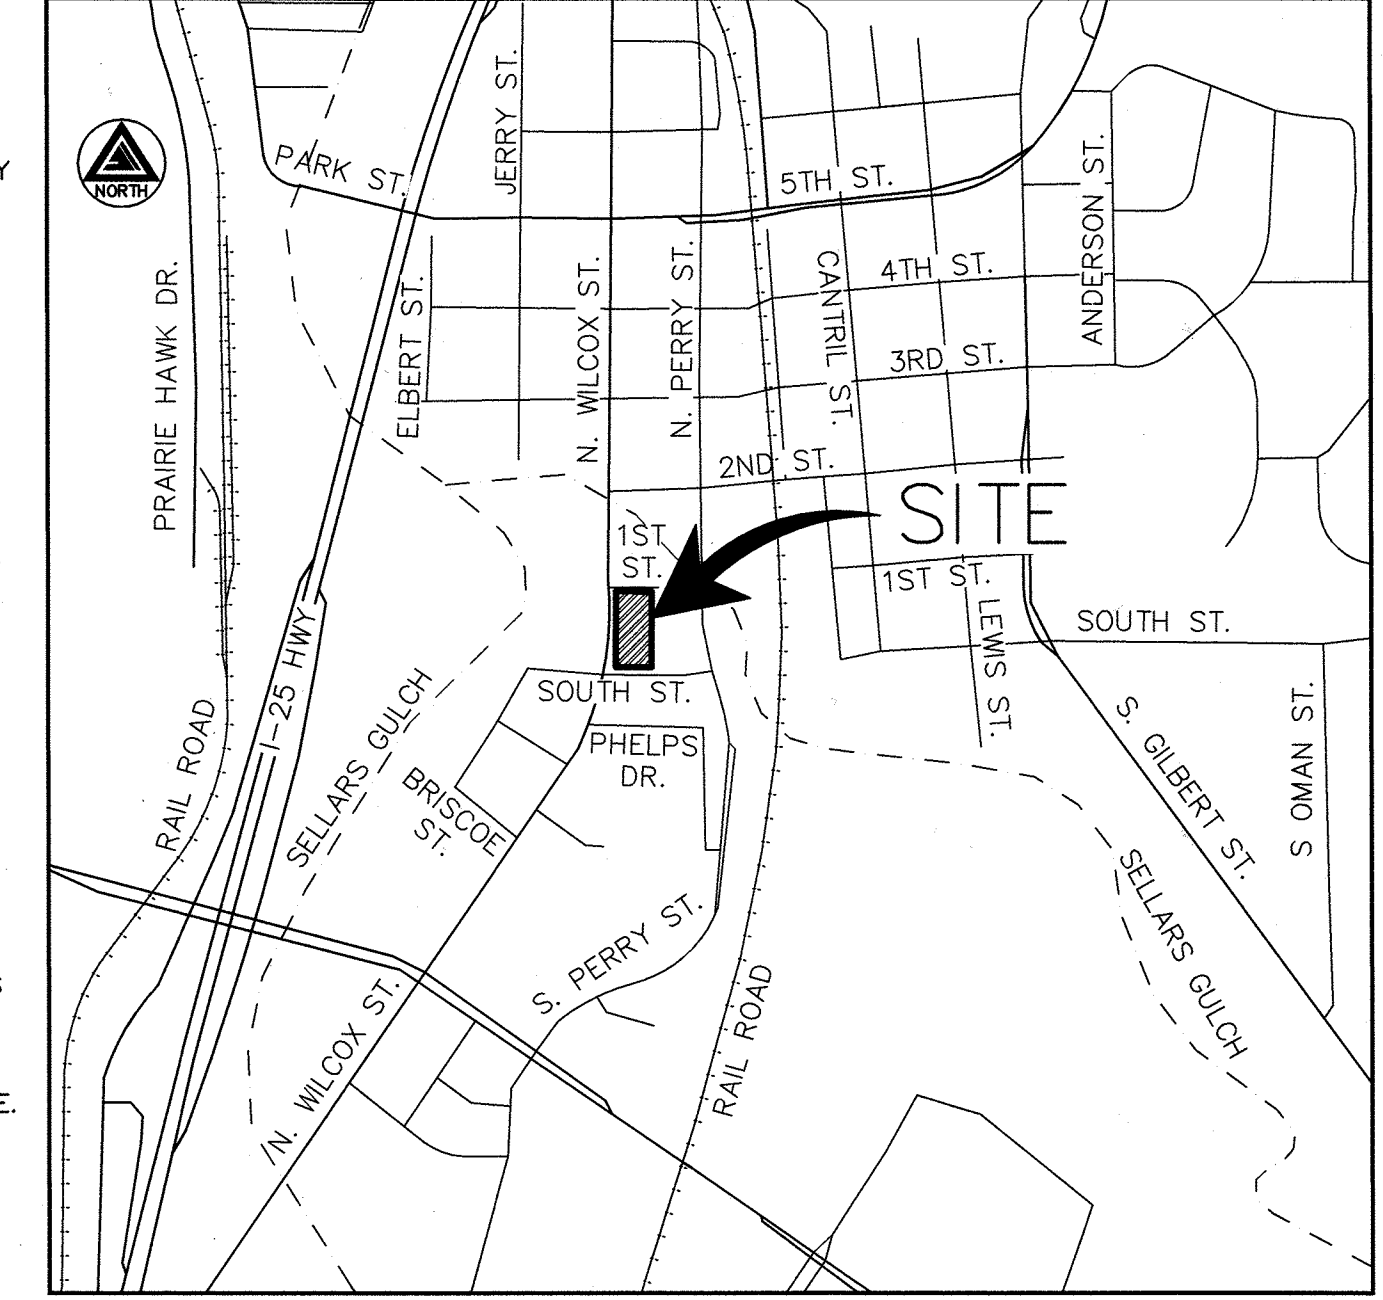 Y
JERRY ST.
PARK ST.
NORTH
5TH ST.
ANDERSON ST.
PRAIRIE HAWK DR.
ELBERT ST.
N. WILCOX ST.
N. PERRY ST.
CANTRIL ST.
4TH ST.
3RD ST.
2ND ST.
SITE
1ST
ST.
1ST ST.
LEWIS ST.
SOUTH ST.
I-25 HWY
SOUTH ST.
PHELPS
DR.
RAIL ROAD
SELLARS GULCH
BRISCOE
ST.
S. GILBERT ST.
S OMAN ST.
SELLARS GULCH
S. PERRY ST.
RAIL ROAD
N. WILCOX ST.
S
E.